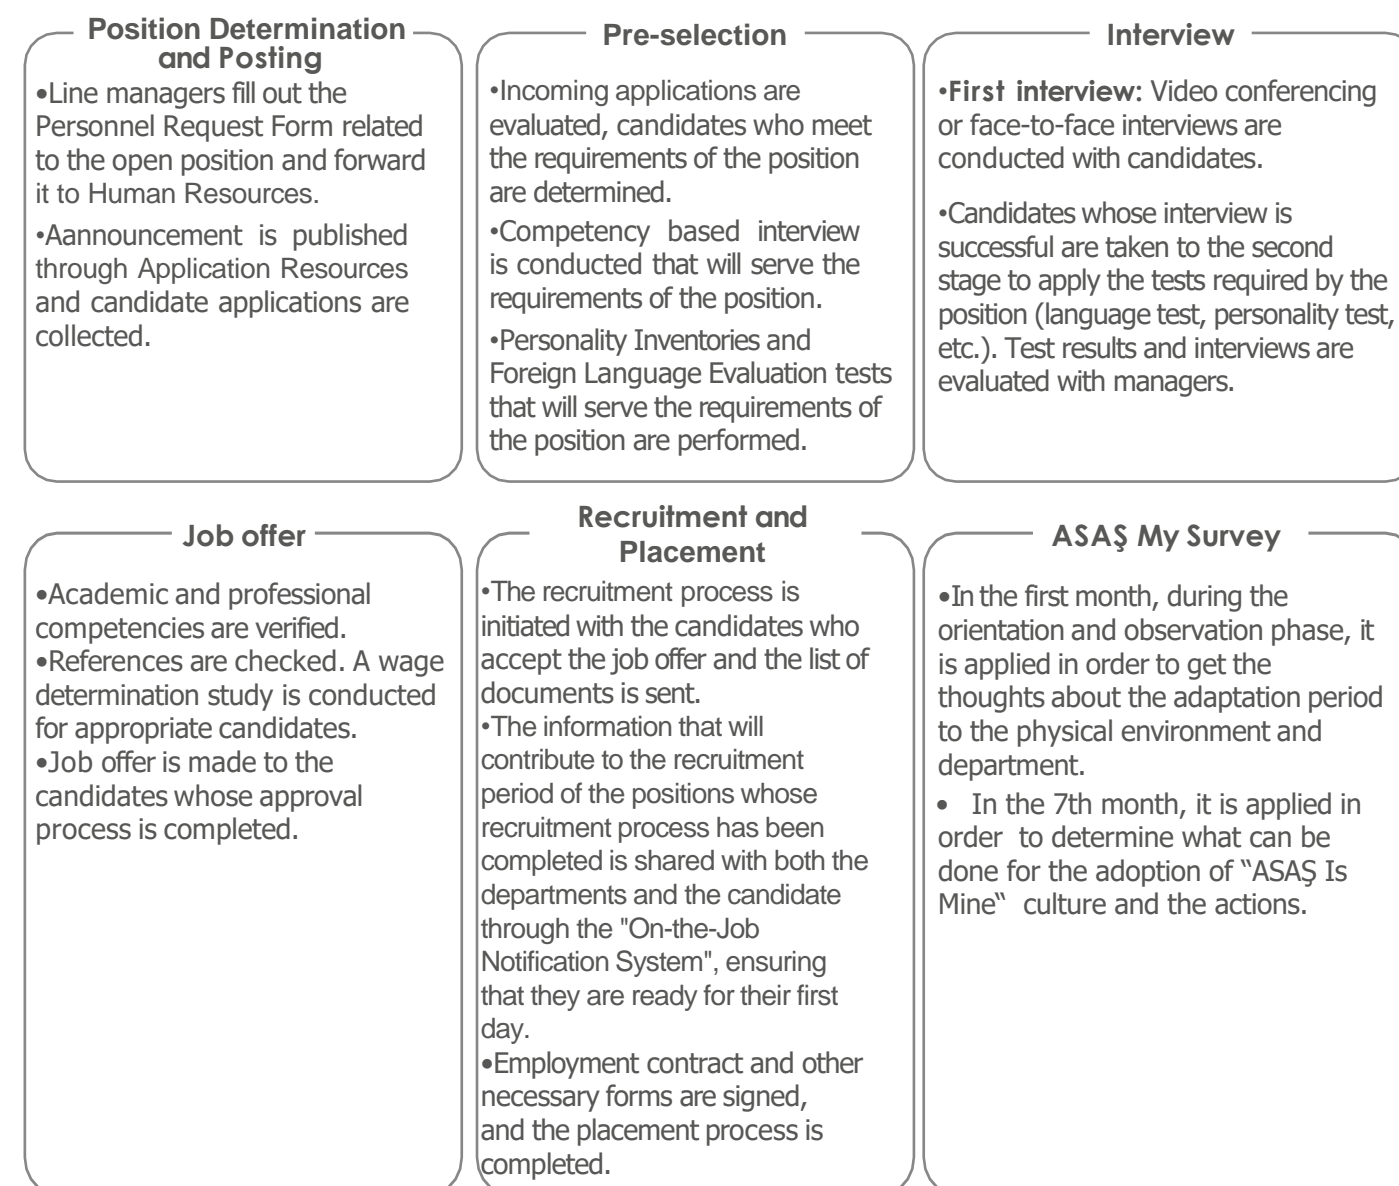 Position Determination
and Posting
•Line managers fill out the
Personnel Request Form related
to the open position and forward
it to Human Resources.
•Aannouncement is published
through Application Resources
and candidate applications are
collected.
Pre-selection
•Incoming applications are
evaluated, candidates who meet
the requirements of the position
are determined.
•Competency based interview
is conducted that will serve the
requirements of the position.
•Personality Inventories and
Foreign Language Evaluation tests
that will serve the requirements of
the position are performed.
Interview
•First interview: Video conferencing
or face-to-face interviews are
conducted with candidates.
•Candidates whose interview is
successful are taken to the second
stage to apply the tests required by the
position (language test, personality test,
etc.). Test results and interviews are
evaluated with managers.
Job offer
•Academic and professional
competencies are verified.
•References are checked. A wage
determination study is conducted
for appropriate candidates.
•Job offer is made to the
candidates whose approval
process is completed.
Recruitment and
Placement
•The recruitment process is
initiated with the candidates who
accept the job offer and the list of
documents is sent.
•The information that will
contribute to the recruitment
period of the positions whose
recruitment process has been
completed is shared with both the
departments and the candidate
through the "On-the-Job
Notification System", ensuring
that they are ready for their first
day.
•Employment contract and other
necessary forms are signed,
and the placement process is
completed.
ASAŞ My Survey
•In the first month, during the
orientation and observation phase, it
is applied in order to get the
thoughts about the adaptation period
to the physical environment and
department.
• In the 7th month, it is applied in
order to determine what can be
done for the adoption of “ASAŞ Is
Mine“ culture and the actions.